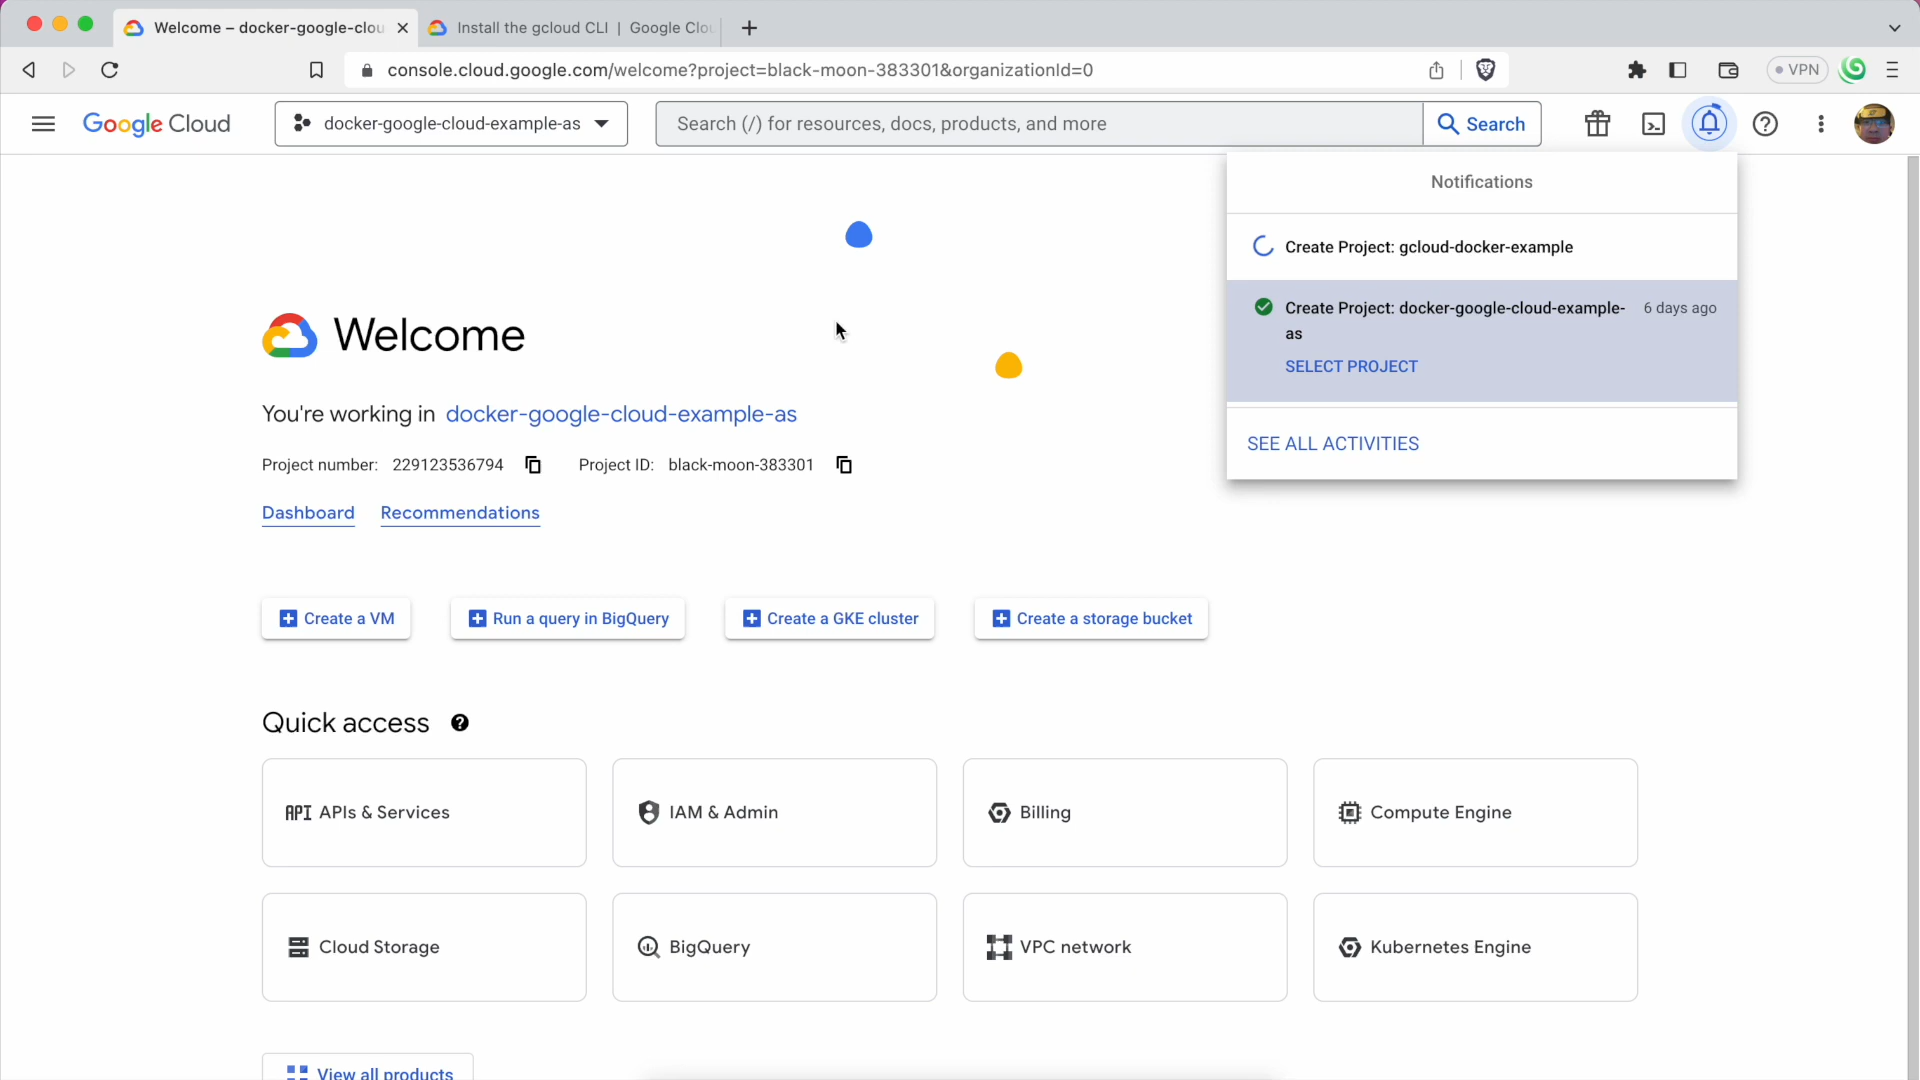 Welcome – docker-google-clou
Install the gcloud CLI | Google Clou
console.cloud.google.com/welcome?project=black-moon-383301&organizationId=0
VPN
Google Cloud
docker-google-cloud-example-as
Search (/) for resources, docs, products, and more
Search
Notifications
Create Project: gcloud-docker-example
Create Project: docker-google-cloud-example-
as
6 days ago
SELECT PROJECT
SEE ALL ACTIVITIES
Welcome
You're working in docker-google-cloud-example-as
Project number: 229123536794 Project ID: black-moon-383301
Dashboard Recommendations
Create a VM
Run a query in BigQuery
Create a GKE cluster
Create a storage bucket
Quick access
API APIs & Services
IAM & Admin
Billing
Compute Engine
Cloud Storage
BigQuery
VPC network
Kubernetes Engine
View all products